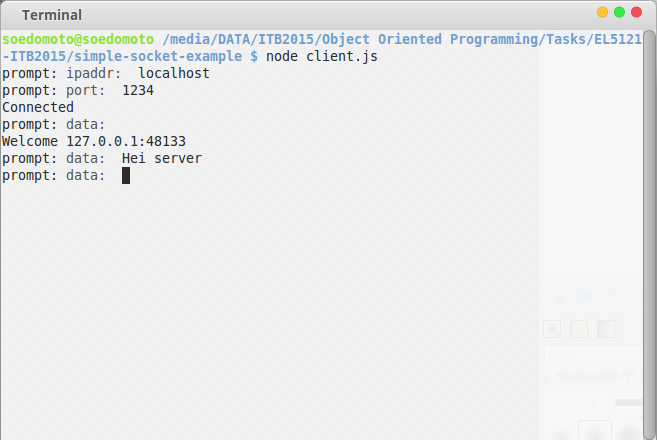 Terminal
soedomoto@soedomoto /media/DATA/ITB2015/Object Oriented Programming/Tasks/EL5121
-ITB2015/simple-socket-example $ node client.js
prompt: ipaddr:  localhost
prompt: port:  1234
Connected
prompt: data:
Welcome 127.0.0.1:48133
prompt: data:  Hei server
prompt: data: